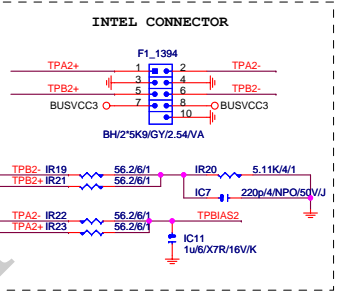 INTEL CONNECTOR
F1_1394
TPA2+ 1 2 TPA2-
3 4
TPB2+ 5 6 TPB2-
BUSVCC3 7 8 BUSVCC3
10
BH/2*5K9/GY/2.54/VA
TPB2- IR19 56.2/6/1 IR20 5.11K/4/1
TPB2+ IR21 56.2/6/1
IC7 220p/4/NPO/50V/J
TPA2- IR22 56.2/6/1 TPBIAS2
TPA2+ IR23 56.2/6/1
IC11
1u/6/X7R/16V/K